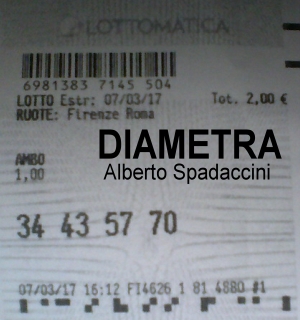 LOTTOMATICA
6981383 7145 504
LOTTO Estr: 07/03/17 Tot. 2,00 €
RUOTE: Firenze Roma
DIAMETRA
AMBO
Alberto Spadaccini
1,00
34 43 57 70
07/03/17 16:12 FI4626 1 81 4880 #1